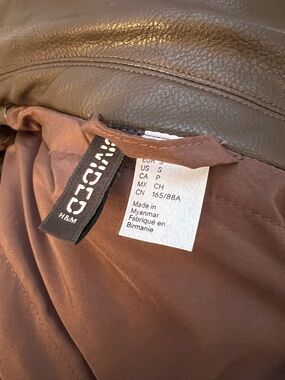 DIVIDED
H&M
EUR S
US S
CA P
MX CH
CN 165/88A
Made in
Myanmar
Fabriqué en
Birmanie